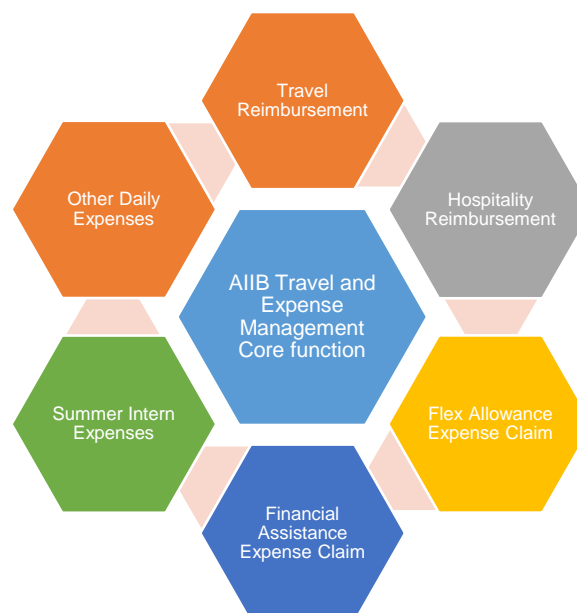 Travel
Reimbursement
Hospitality
Reimbursement
Flex Allowance
Expense Claim
Financial
Assistance
Expense Claim
Summer Intern
Expenses
Other Daily
Expenses
AIIB Travel and
Expense
Management
Core function